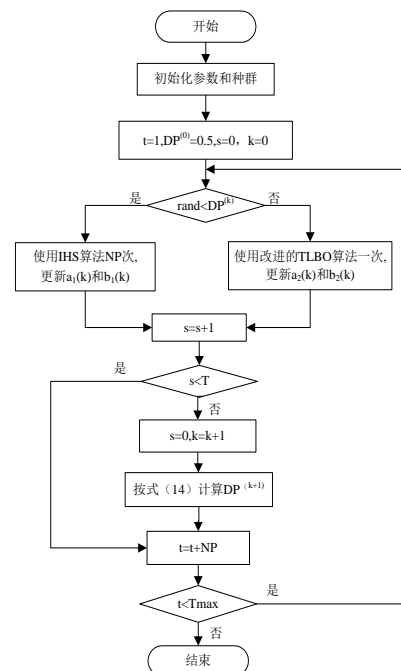 开始
初始化参数和种群
t=1,DP⁽⁰⁾=0.5,s=0，k=0
rand<DP⁽ᵏ⁾
是
否
使用IHS算法NP次,
更新a₁(k)和b₁(k)
使用改进的TLBO算法一次,
更新a₂(k)和b₂(k)
s=s+1
s<T
是
否
s=0,k=k+1
按式（14）计算DP⁽ᵏ⁺¹⁾
t=t+NP
t<Tmax
是
否
结束